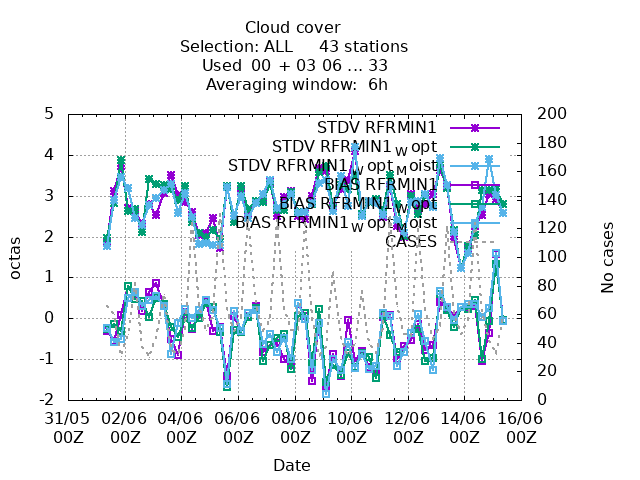 Cloud cover
Selection: ALL 43 stations
Used 00 + 03 06 ... 33
Averaging window: 6h
5
4
3
2
1
0
-1
-2
octas
200
180
160
140
120
100
80
60
40
20
0
No cases
STDV RFRMIN1
STDV RFRMIN1_W opt
STDV RFRMIN1_W opt_M oist
BIAS RFRMIN1
BIAS RFRMIN1_W opt
BIAS RFRMIN1_W opt_M oist
CASES
31/05 02/06 04/06 06/06 08/06 10/06 12/06 14/06 16/06
00Z 00Z 00Z 00Z 00Z 00Z 00Z 00Z 00Z
Date